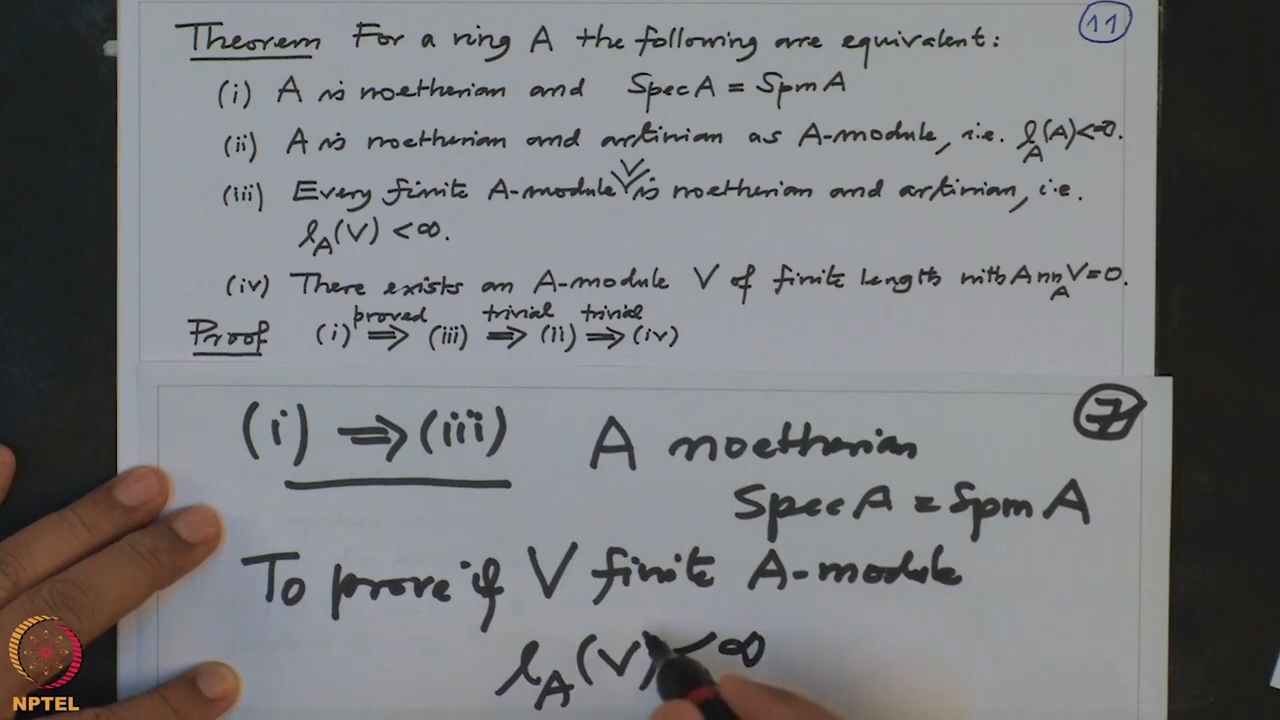 Theorem For a ring A the following are equivalent: 11
(i) A is noetherian and Spec A = Spm A
(ii) A is noetherian and artinian as A-module, i.e. l_A(A)<∞.
(iii) Every finite A-module V is noetherian and artinian, i.e.
l_A(V) <∞.
(iv) There exists an A-module V of finite length with Ann_A V=0.
proved trivial trivial
Proof (i) ⇒ (iii) ⇒ (ii) ⇒ (iv)
(i) ⇒ (iii) A noetherian 7
Spec A = Spm A
To prove if V finite A-module
l_A(V) < ∞
NPTEL